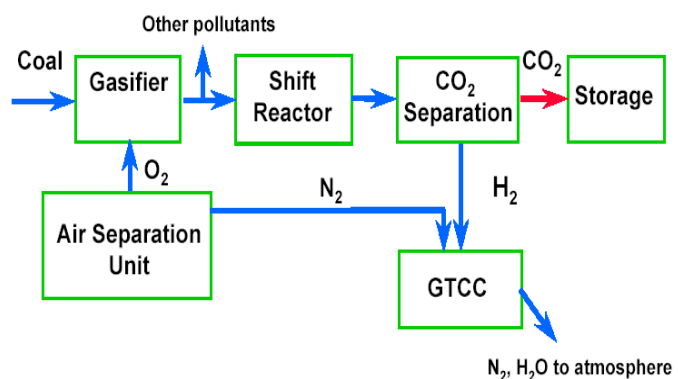 Other pollutants
Coal
Gasifier
Shift
Reactor
CO₂
Separation
CO₂
Storage
O₂
N₂
H₂
Air Separation
Unit
GTCC
N₂, H₂O to atmosphere